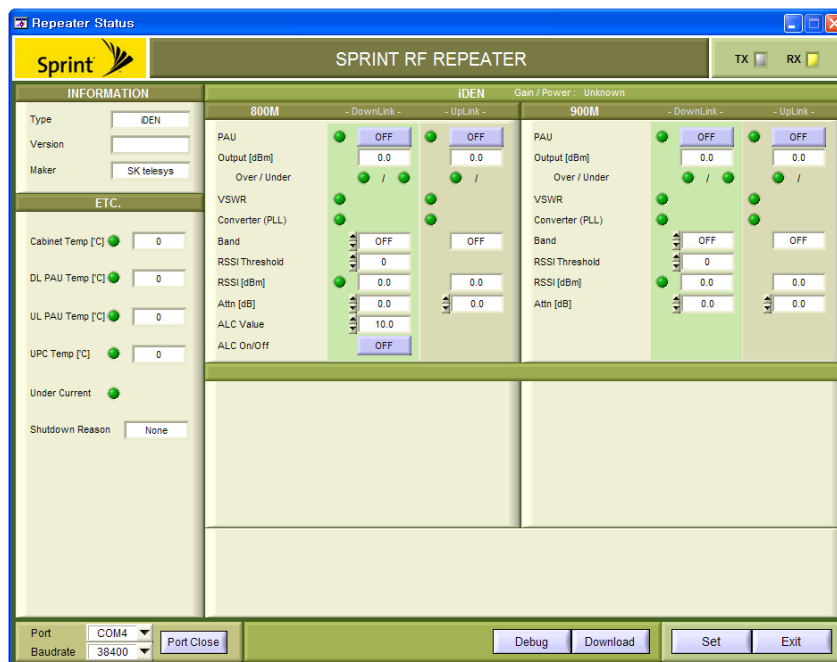 Repeater Status
Sprint
SPRINT RF REPEATER
TX RX
INFORMATION
Type iDEN
Version
Maker SK telesys
ETC.
Cabinet Temp ['C] 0
DL PAU Temp ['C] 0
UL PAU Temp ['C] 0
UPC Temp ['C] 0
Under Current
Shutdown Reason None
iDEN Gain / Power : Unknown
800M - DownLink - - UpLink -
PAU OFF OFF
Output [dBm] 0.0 0.0
Over / Under / /
VSWR
Converter (PLL)
Band OFF OFF
RSSI Threshold 0
RSSI [dBm] 0.0 0.0
Attn [dB] 0.0 0.0
ALC Value 10.0
ALC On/Off OFF
900M - DownLink - - UpLink -
PAU OFF OFF
Output [dBm] 0.0 0.0
Over / Under / /
VSWR
Converter (PLL)
Band OFF OFF
RSSI Threshold 0
RSSI [dBm] 0.0 0.0
Attn [dB] 0.0 0.0
Port COM4
Baudrate 38400
Port Close
Debug Download Set Exit